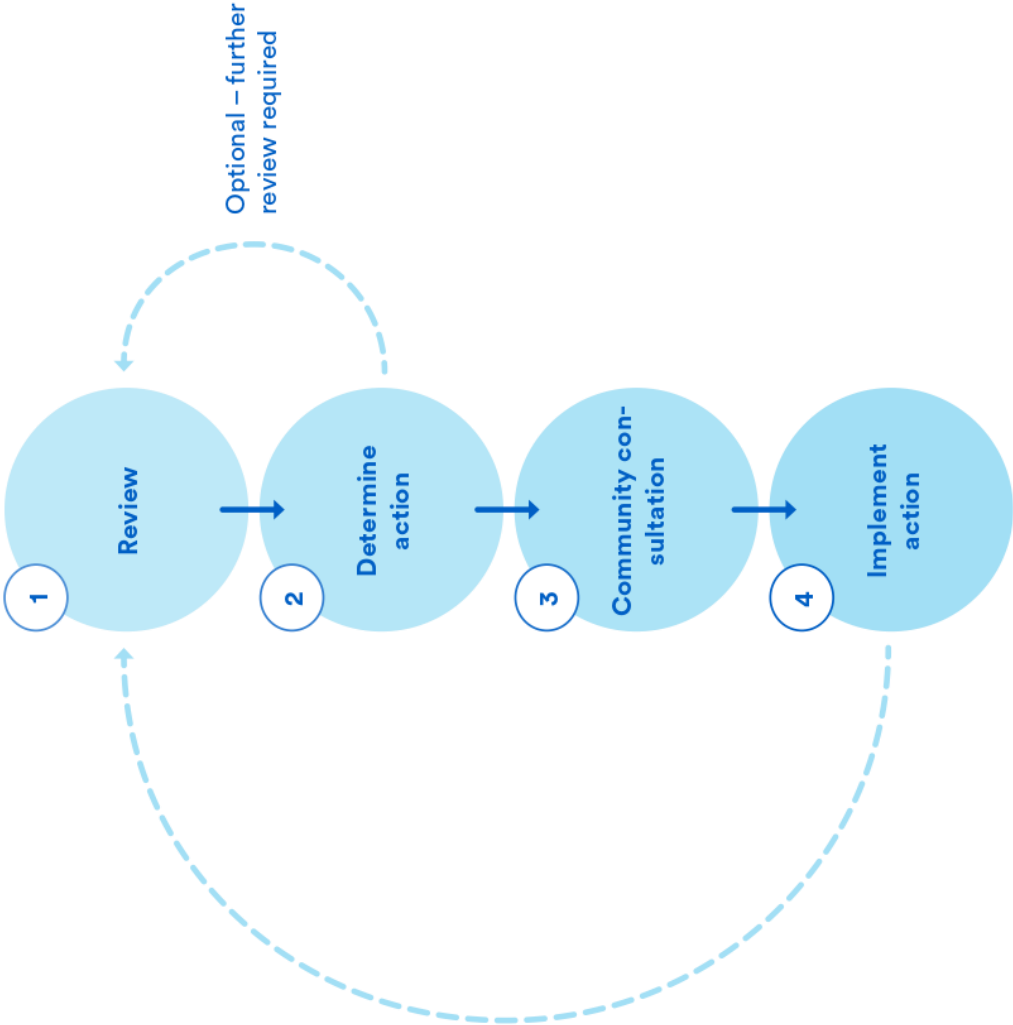 Optional – further
review required
1
Review
2
Determine
action
3
Community con-
sultation
4
Implement
action